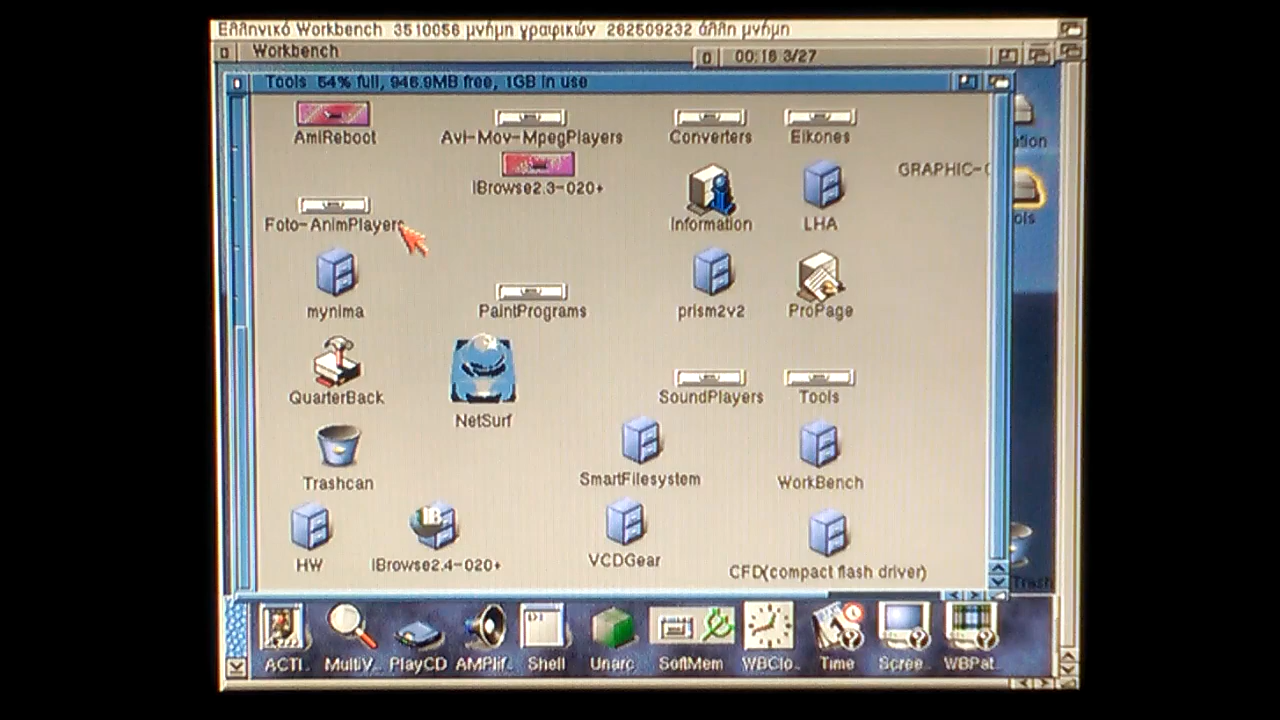 Ελληνικό Workbench 3510056 μνήμη γραφικών 262509232 άλλη μνήμη
Workbench
00:16 3/27
Tools 54% full, 946.9MB free, 1GB in use
AmiReboot
Avi-Mov-MpegPlayers
Converters
Eikones
IBrowse2.3-020+
GRAPHIC-
Foto-AnimPlayers
Information
LHA
mynima
PaintPrograms
prism2v2
ProPage
QuarterBack
NetSurf
SoundPlayers
Tools
Trashcan
SmartFilesystem
WorkBench
HW
IBrowse2.4-020+
VCDGear
CFD(compact flash driver)
Trash
ACTI..
MultiV..
PlayCD
AMPlif..
Shell
Unarc
SoftMem
WBClo..
Time
Scree..
WBPat..